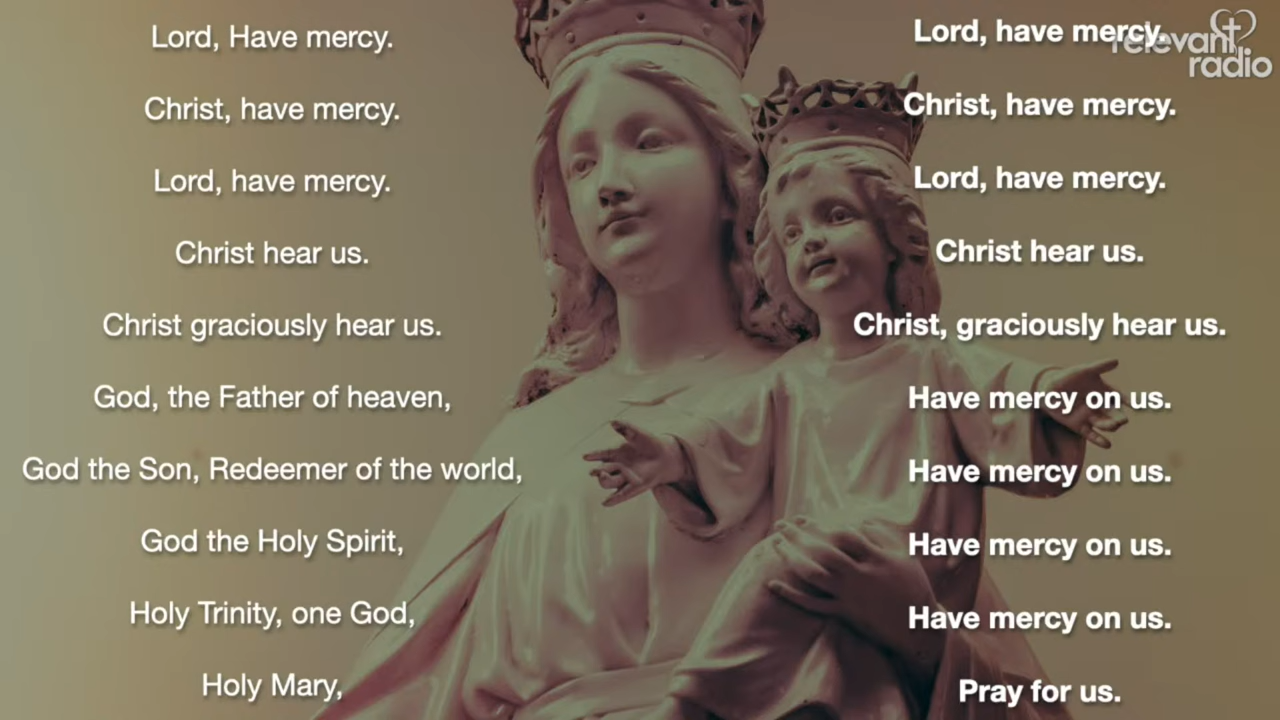 Lord, Have mercy.
Lord, have mercy.
Christ, have mercy.
Christ, have mercy.
Lord, have mercy.
Lord, have mercy.
Christ hear us.
Christ hear us.
Christ graciously hear us.
Christ, graciously hear us.
God, the Father of heaven,
Have mercy on us.
God the Son, Redeemer of the world,
Have mercy on us.
God the Holy Spirit,
Have mercy on us.
Holy Trinity, one God,
Have mercy on us.
Holy Mary,
Pray for us.
relevant
radio